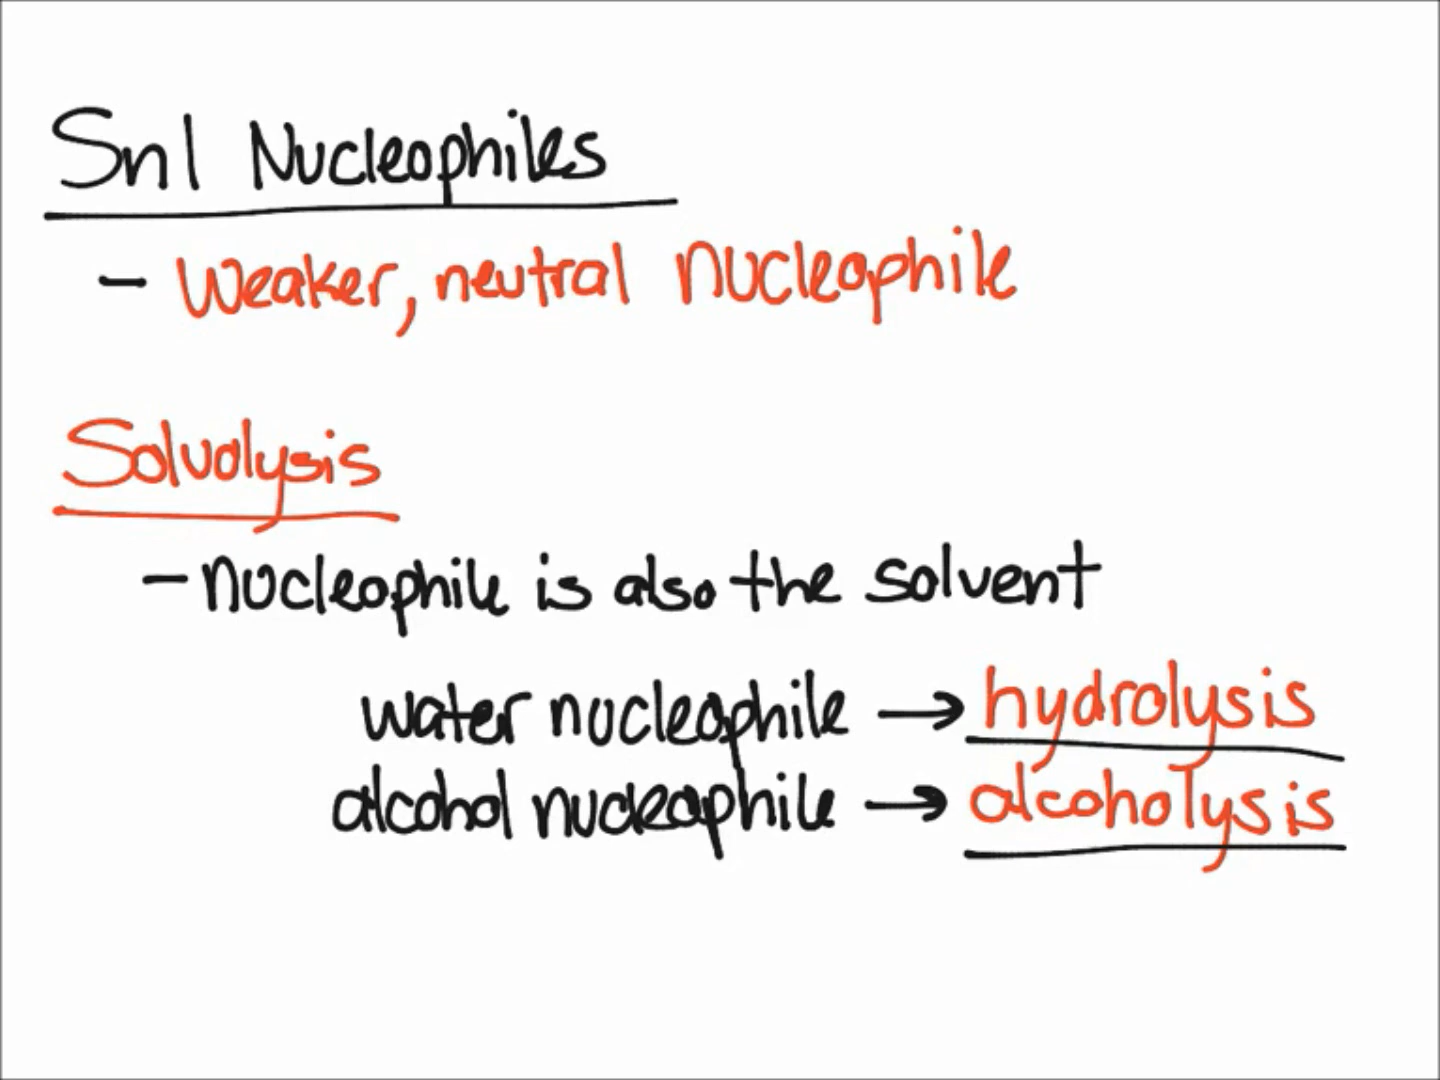 Sn1 Nucleophiles
- Weaker, neutral nucleophile
Solvolysis
- nucleophile is also the solvent
water nucleophile → hydrolysis
alcohol nucleophile → alcoholysis